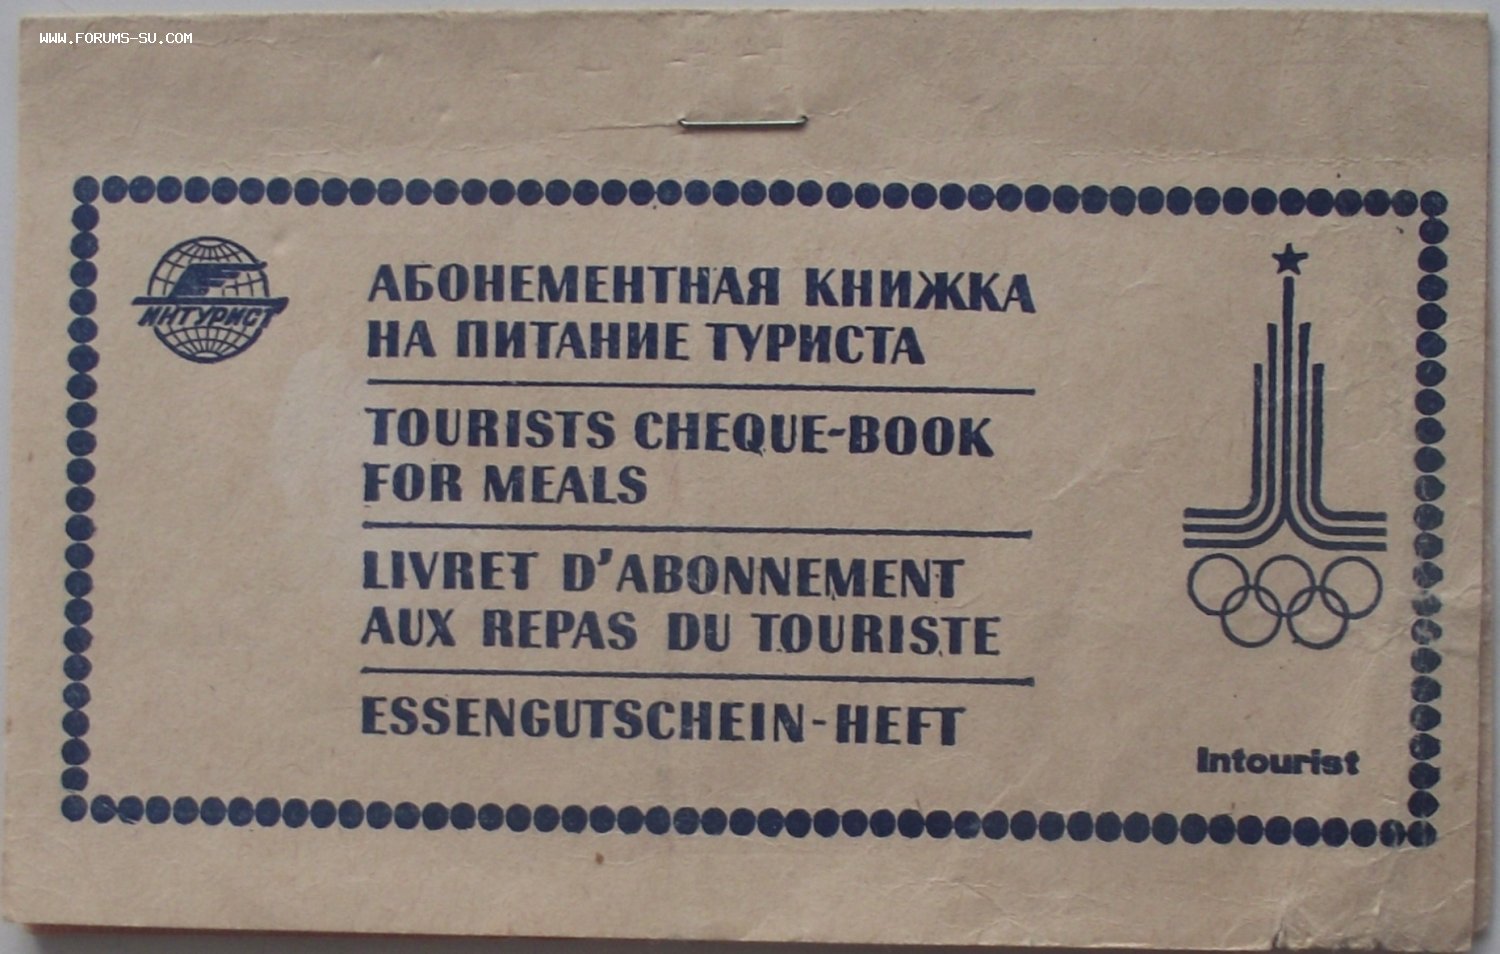 WWW.FORUMS-SU.COM
ИНТУРИСТ
АБОНЕМЕНТНАЯ КНИЖКА
НА ПИТАНИЕ ТУРИСТА
TOURISTS CHEQUE-BOOK
FOR MEALS
LIVRET D'ABONNEMENT
AUX REPAS DU TOURISTE
ESSENGUTSCHEIN-HEFT
Intourist